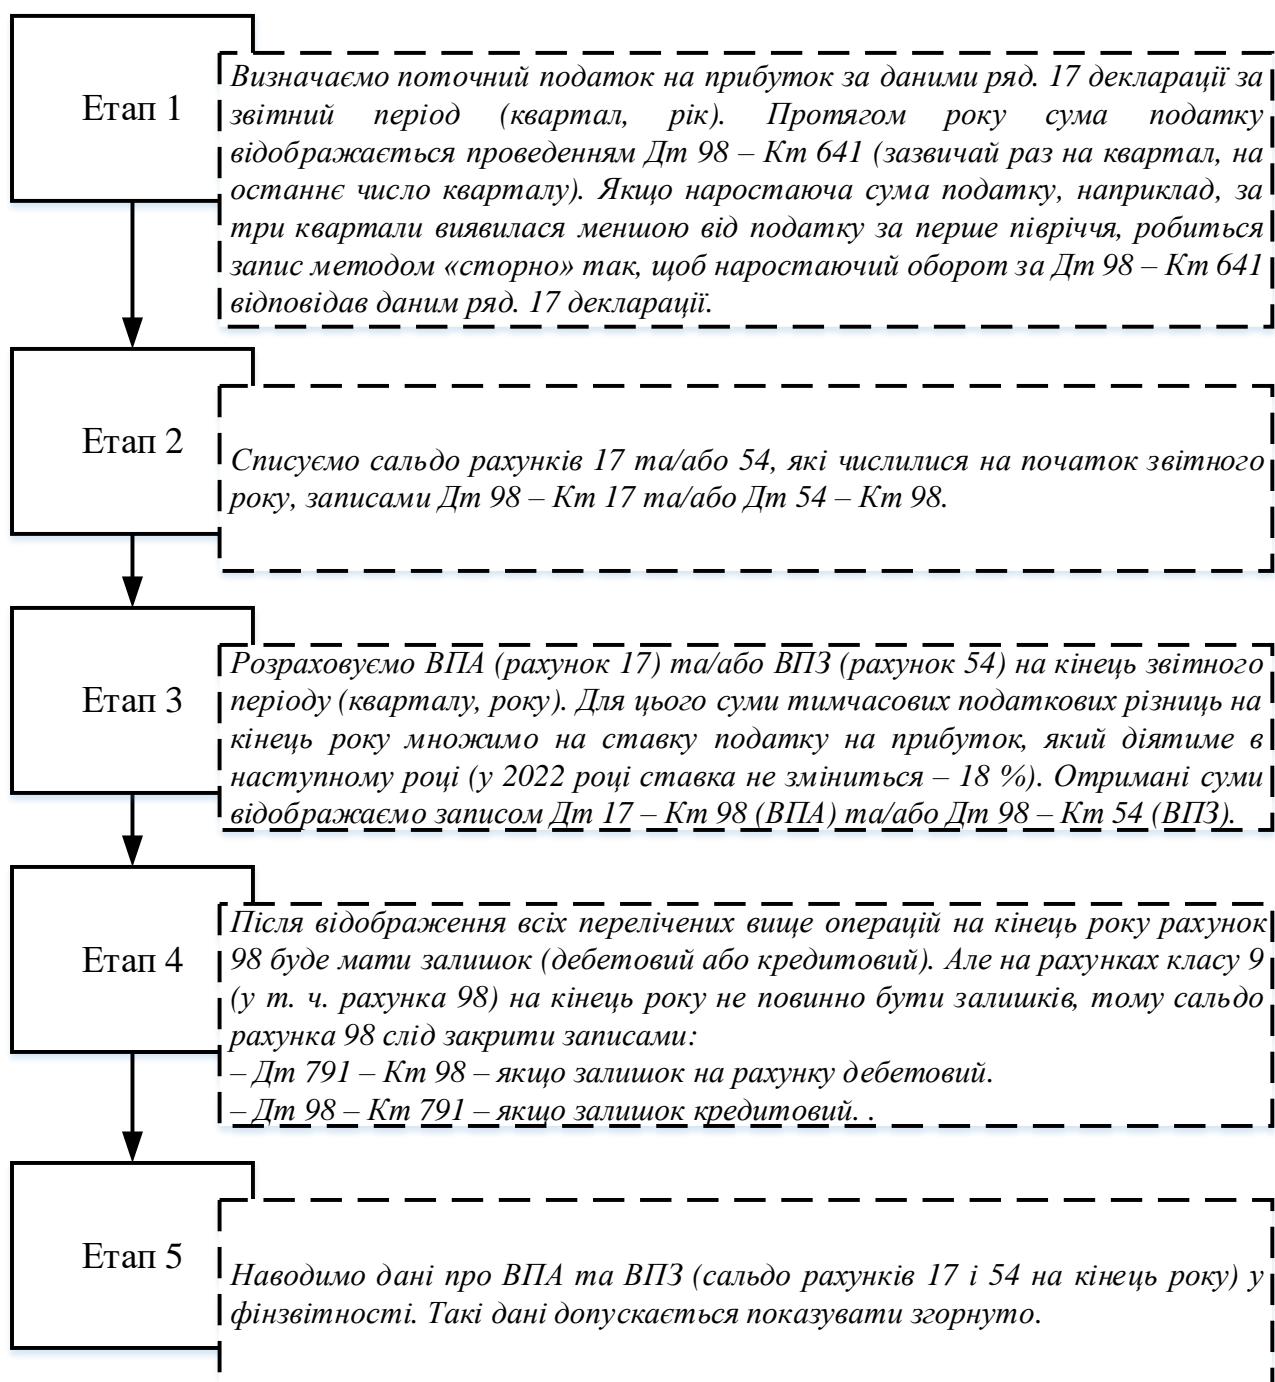 Етап 1
Визначаємо поточний податок на прибуток за даними ряд. 17 декларації за
звітний період (квартал, рік). Протягом року сума податку
відображається проведенням Дт 98 – Кт 641 (зазвичай раз на квартал, на
останнє число кварталу). Якщо наростаюча сума податку, наприклад, за
три квартали виявилася меншою від податку за перше півріччя, робиться
запис методом «сторно» так, щоб наростаючий оборот за Дт 98 – Кт 641
відповідав даним ряд. 17 декларації.
Етап 2
Списуємо сальдо рахунків 17 та/або 54, які числилися на початок звітного
року, записами Дт 98 – Кт 17 та/або Дт 54 – Кт 98.
Етап 3
Розраховуємо ВПА (рахунок 17) та/або ВПЗ (рахунок 54) на кінець звітного
періоду (кварталу, року). Для цього суми тимчасових податкових різниць на
кінець року множимо на ставку податку на прибуток, який діятиме в
наступному році (у 2022 році ставка не зміниться – 18 %). Отримані суми
відображаємо записом Дт 17 – Кт 98 (ВПА) та/або Дт 98 – Кт 54 (ВПЗ).
Етап 4
Після відображення всіх перелічених вище операцій на кінець року рахунок
98 буде мати залишок (дебетовий або кредитовий). Але на рахунках класу 9
(у т. ч. рахунка 98) на кінець року не повинно бути залишків, тому сальдо
рахунка 98 слід закрити записами:
– Дт 791 – Кт 98 – якщо залишок на рахунку дебетовий.
– Дт 98 – Кт 791 – якщо залишок кредитовий. .
Етап 5
Наводимо дані про ВПА та ВПЗ (сальдо рахунків 17 і 54 на кінець року) у
фінзвітності. Такі дані допускається показувати згорнуто.